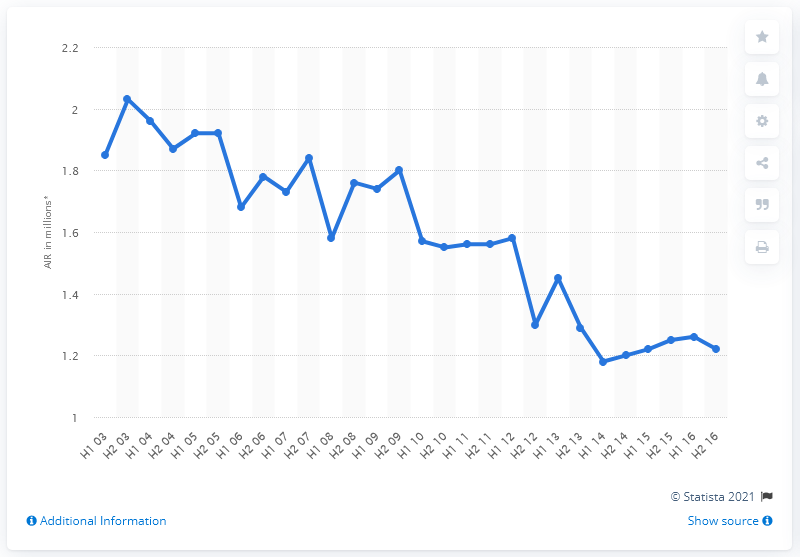 2.2
2
1.8
1.6
1.4
1.2
1
AIR in millions*
H1 03
H2 03
H1 04
H2 04
H1 05
H2 05
H1 06
H2 06
H1 07
H2 07
H1 08
H2 08
H1 09
H2 09
H1 10
H2 10
H1 11
H2 11
H1 12
H2 12
H1 13
H2 13
H1 14
H2 14
H1 15
H2 15
H1 16
H2 16
© Statista 2021
Additional Information
Show source